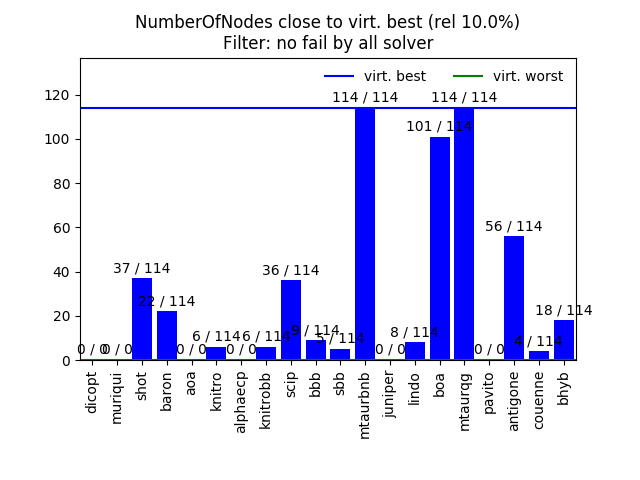 NumberOfNodes close to virt. best (rel 10.0%)
Filter: no fail by all solver
virt. best
virt. worst
120
100
80
60
40
20
0
0 / 0
0 / 0
37 / 114
22 / 114
0 / 0
6 / 114
0 / 0
6 / 114
36 / 114
9 / 114
5 / 114
114 / 114
0 / 0
8 / 114
101 / 114
114 / 114
0 / 0
56 / 114
4 / 114
18 / 114
dicopt
muriqui
shot
baron
aoa
knitro
alphaecp
knitrobb
scip
bbb
sbb
mtaurbnb
juniper
lindo
boa
mtaurqg
pavito
antigone
couenne
bhyb